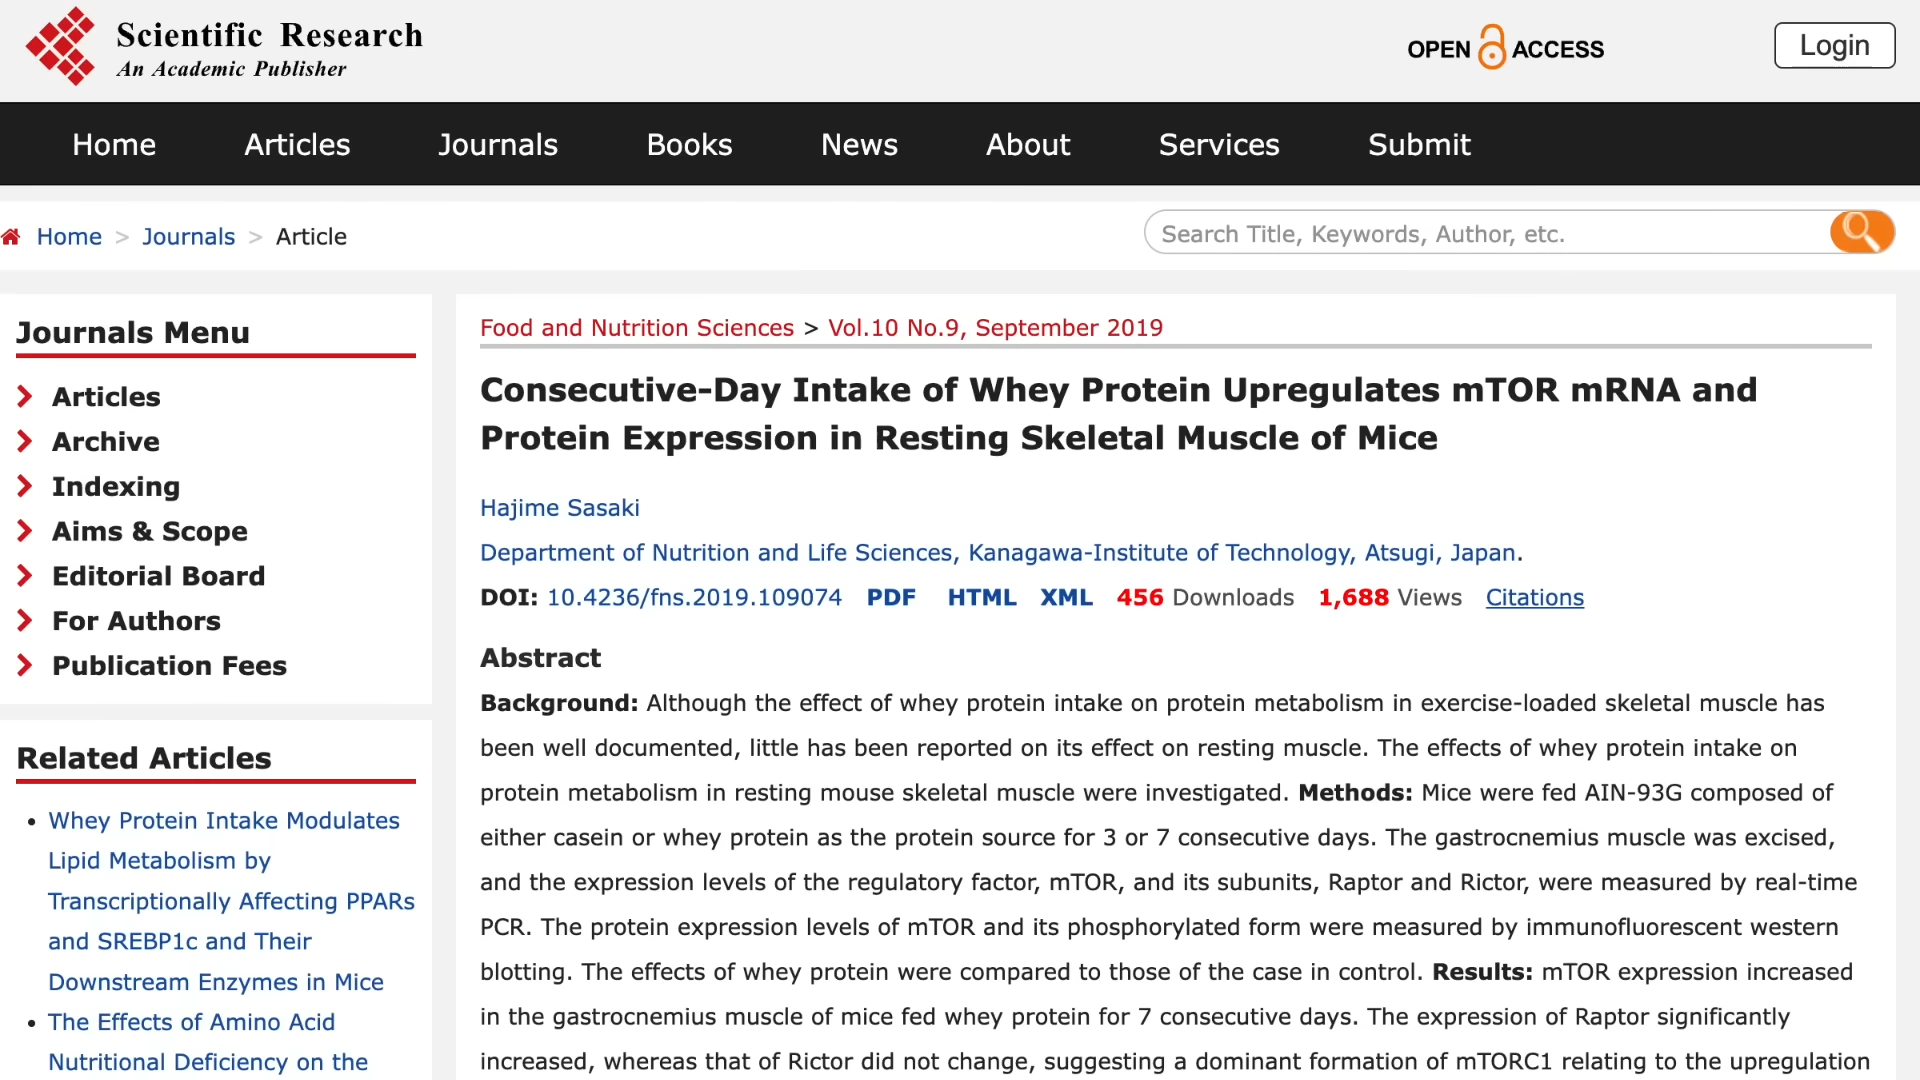 Scientific Research
An Academic Publisher
OPEN ACCESS
Login
Home Articles Journals Books News About Services Submit
Home > Journals > Article
Search Title, Keywords, Author, etc.
Journals Menu
Articles
Archive
Indexing
Aims & Scope
Editorial Board
For Authors
Publication Fees
Related Articles
• Whey Protein Intake Modulates
Lipid Metabolism by
Transcriptionally Affecting PPARs
and SREBP1c and Their
Downstream Enzymes in Mice
• The Effects of Amino Acid
Nutritional Deficiency on the
Food and Nutrition Sciences > Vol.10 No.9, September 2019
Consecutive-Day Intake of Whey Protein Upregulates mTOR mRNA and
Protein Expression in Resting Skeletal Muscle of Mice
Hajime Sasaki
Department of Nutrition and Life Sciences, Kanagawa-Institute of Technology, Atsugi, Japan.
DOI: 10.4236/fns.2019.109074 PDF HTML XML 456 Downloads 1,688 Views Citations
Abstract
Background: Although the effect of whey protein intake on protein metabolism in exercise-loaded skeletal muscle has
been well documented, little has been reported on its effect on resting muscle. The effects of whey protein intake on
protein metabolism in resting mouse skeletal muscle were investigated. Methods: Mice were fed AIN-93G composed of
either casein or whey protein as the protein source for 3 or 7 consecutive days. The gastrocnemius muscle was excised,
and the expression levels of the regulatory factor, mTOR, and its subunits, Raptor and Rictor, were measured by real-time
PCR. The protein expression levels of mTOR and its phosphorylated form were measured by immunofluorescent western
blotting. The effects of whey protein were compared to those of the case in control. Results: mTOR expression increased
in the gastrocnemius muscle of mice fed whey protein for 7 consecutive days. The expression of Raptor significantly
increased, whereas that of Rictor did not change, suggesting a dominant formation of mTORC1 relating to the upregulation